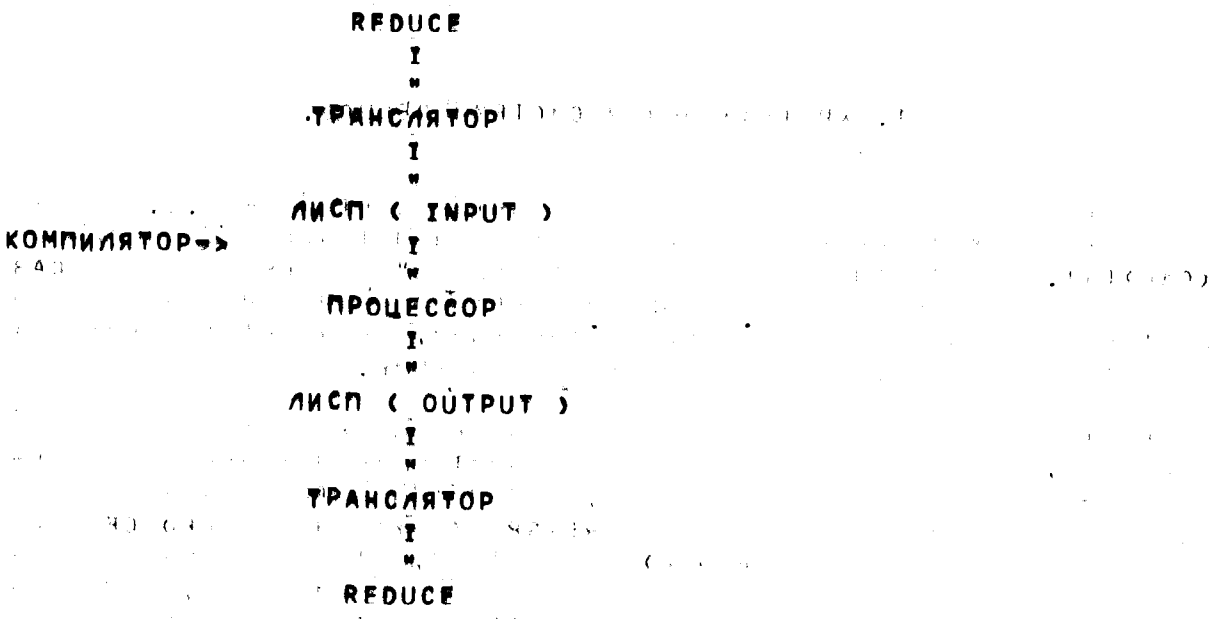 REDUCE
I
"
ТРАНСЛЯТОР
I
"
ЛИСП ( INPUT )
КОМПИЛЯТОР=>
I
"
ПРОЦЕССОР
I
"
ЛИСП ( OUTPUT )
I
"
ТРАНСЛЯТОР
I
"
REDUCE